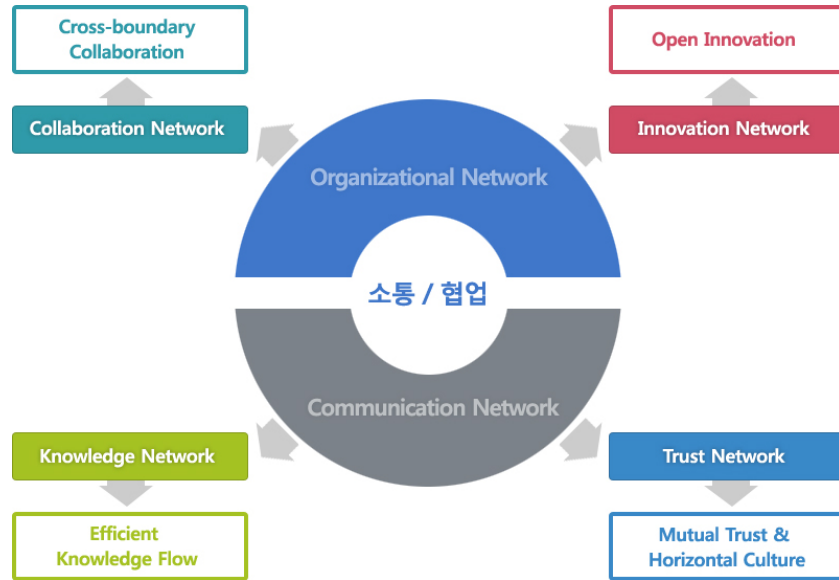 Cross-boundary
Collaboration
Open Innovation
Collaboration Network
Innovation Network
Organizational Network
소통 / 협업
Communication Network
Knowledge Network
Trust Network
Efficient
Knowledge Flow
Mutual Trust &
Horizontal Culture